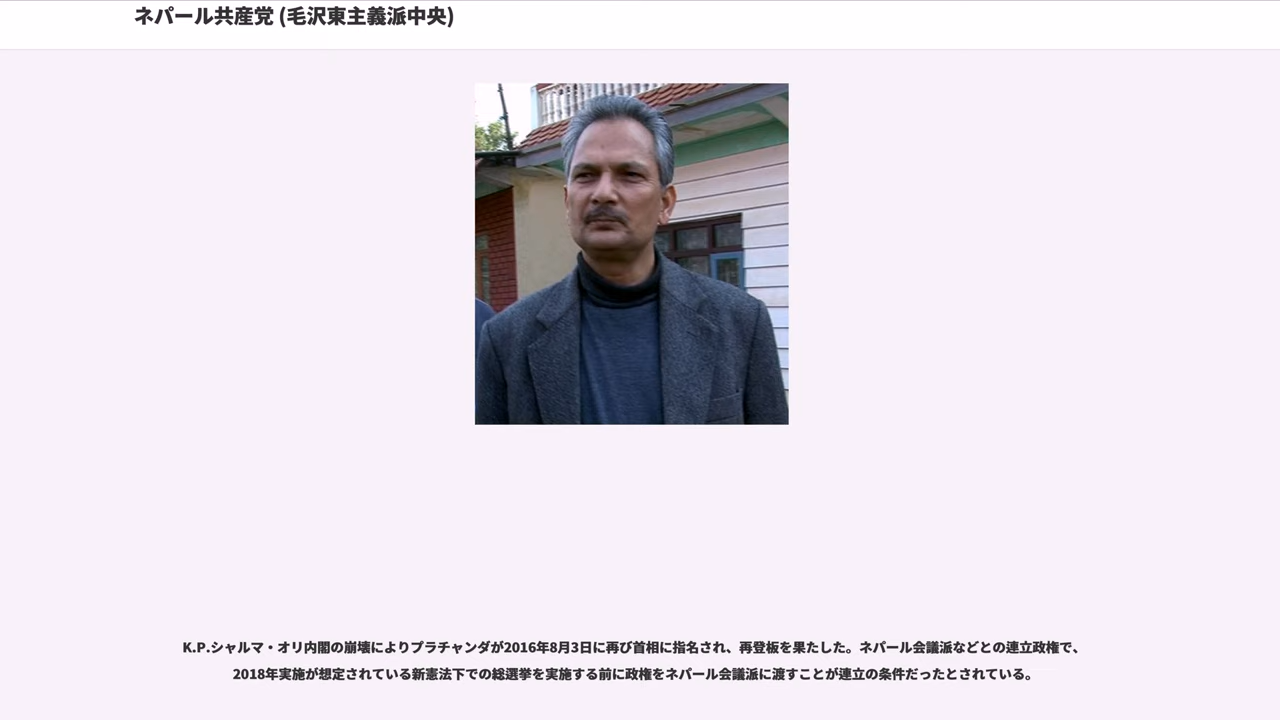 ネパール共産党 (毛沢東主義派中央)
K.P.シャルマ・オリ内閣の崩壊によりプラチャンダが2016年8月3日に再び首相に指名され、再登板を果たした。ネパール会議派などとの連立政権で、
2018年実施が想定されている新憲法下での総選挙を実施する前に政権をネパール会議派に渡すことが連立の条件だったとされている。